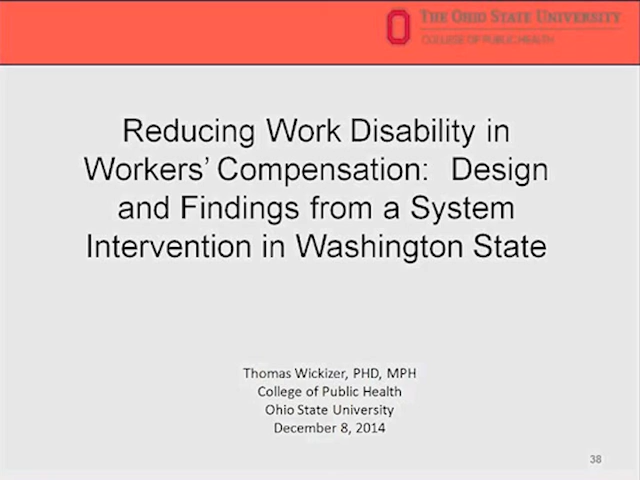 THE OHIO STATE UNIVERSITY
COLLEGE OF PUBLIC HEALTH
Reducing Work Disability in
Workers’ Compensation:  Design
and Findings from a System
Intervention in Washington State
Thomas Wickizer, PHD, MPH
College of Public Health
Ohio State University
December 8, 2014
38